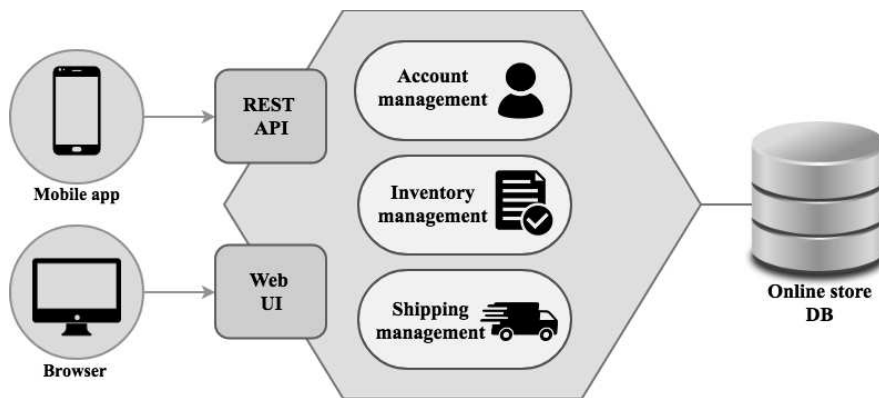 Mobile app
Browser
REST
API
Web
UI
Account
management
Inventory
management
Shipping
management
Online store
DB